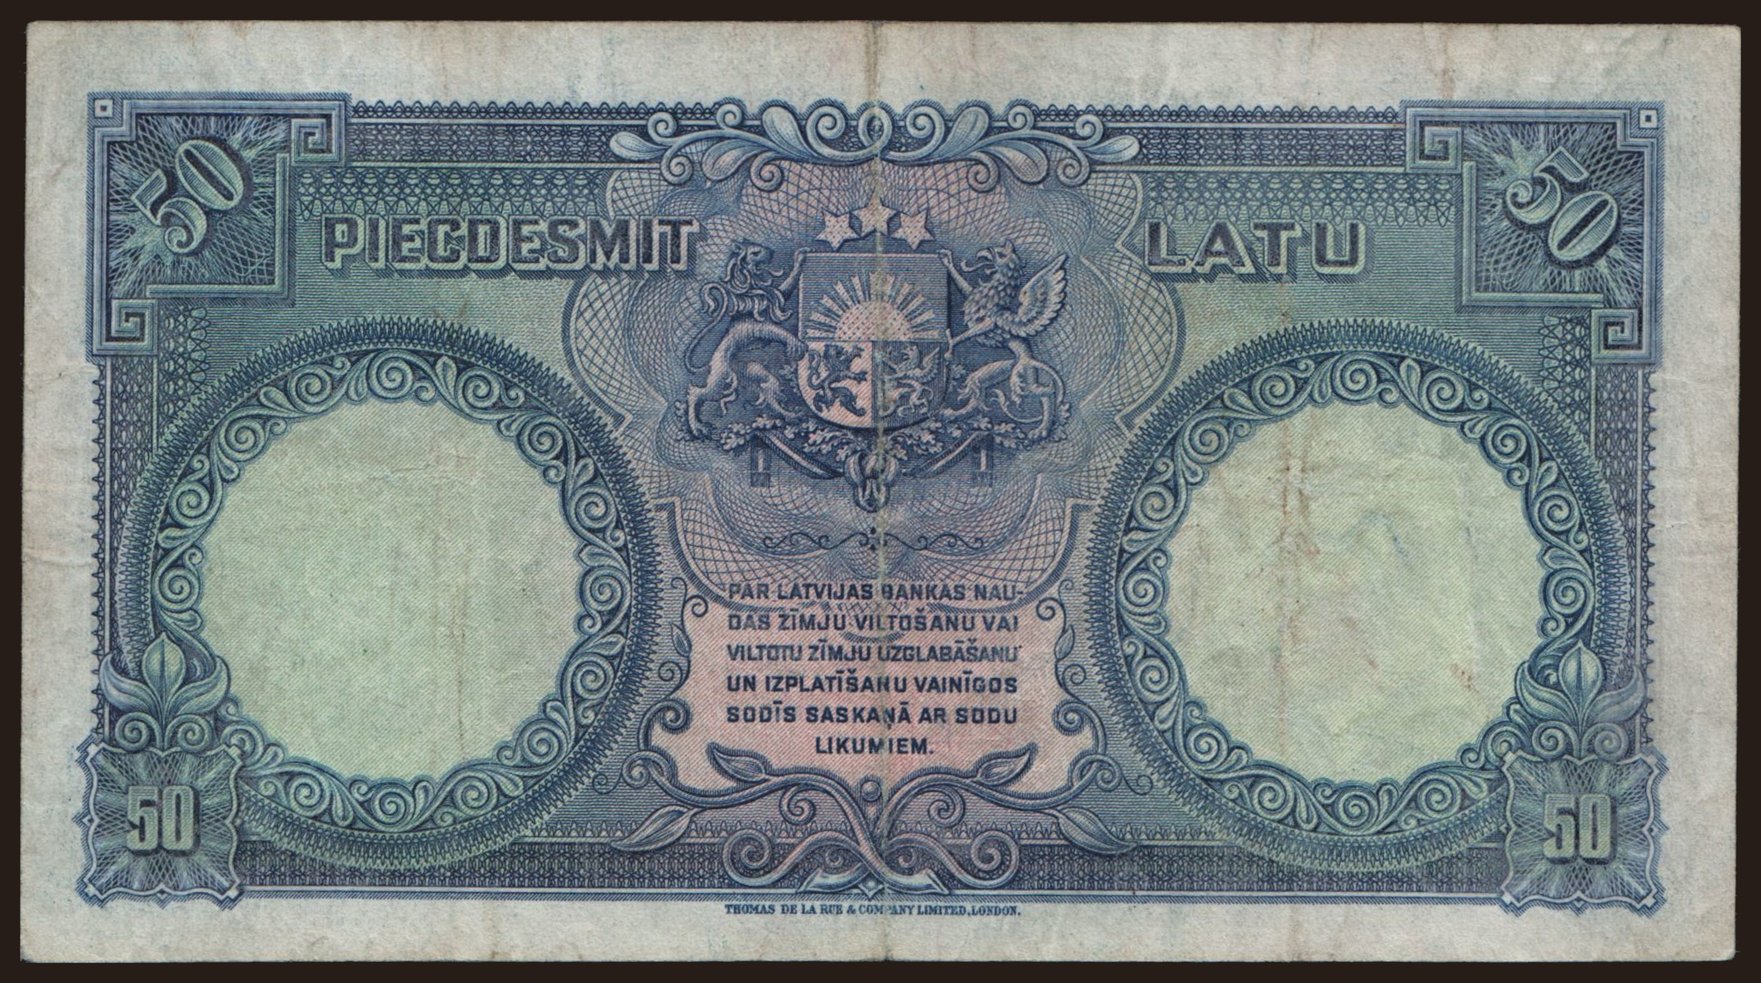 50 50
PIECDESMIT LATU
PAR LATVIJAS BANKAS NAU-
DAS ZĪMJU VILTOŠANU VAI
VILTOTU ZĪMJU UZGLABĀŠANU
UN IZPLATĪŠANU VAINĪGOS
SODĪS SASKAŅĀ AR SODU
LIKUMIEM.
50 50
THOMAS DE LA RUE & COMPANY LIMITED, LONDON.